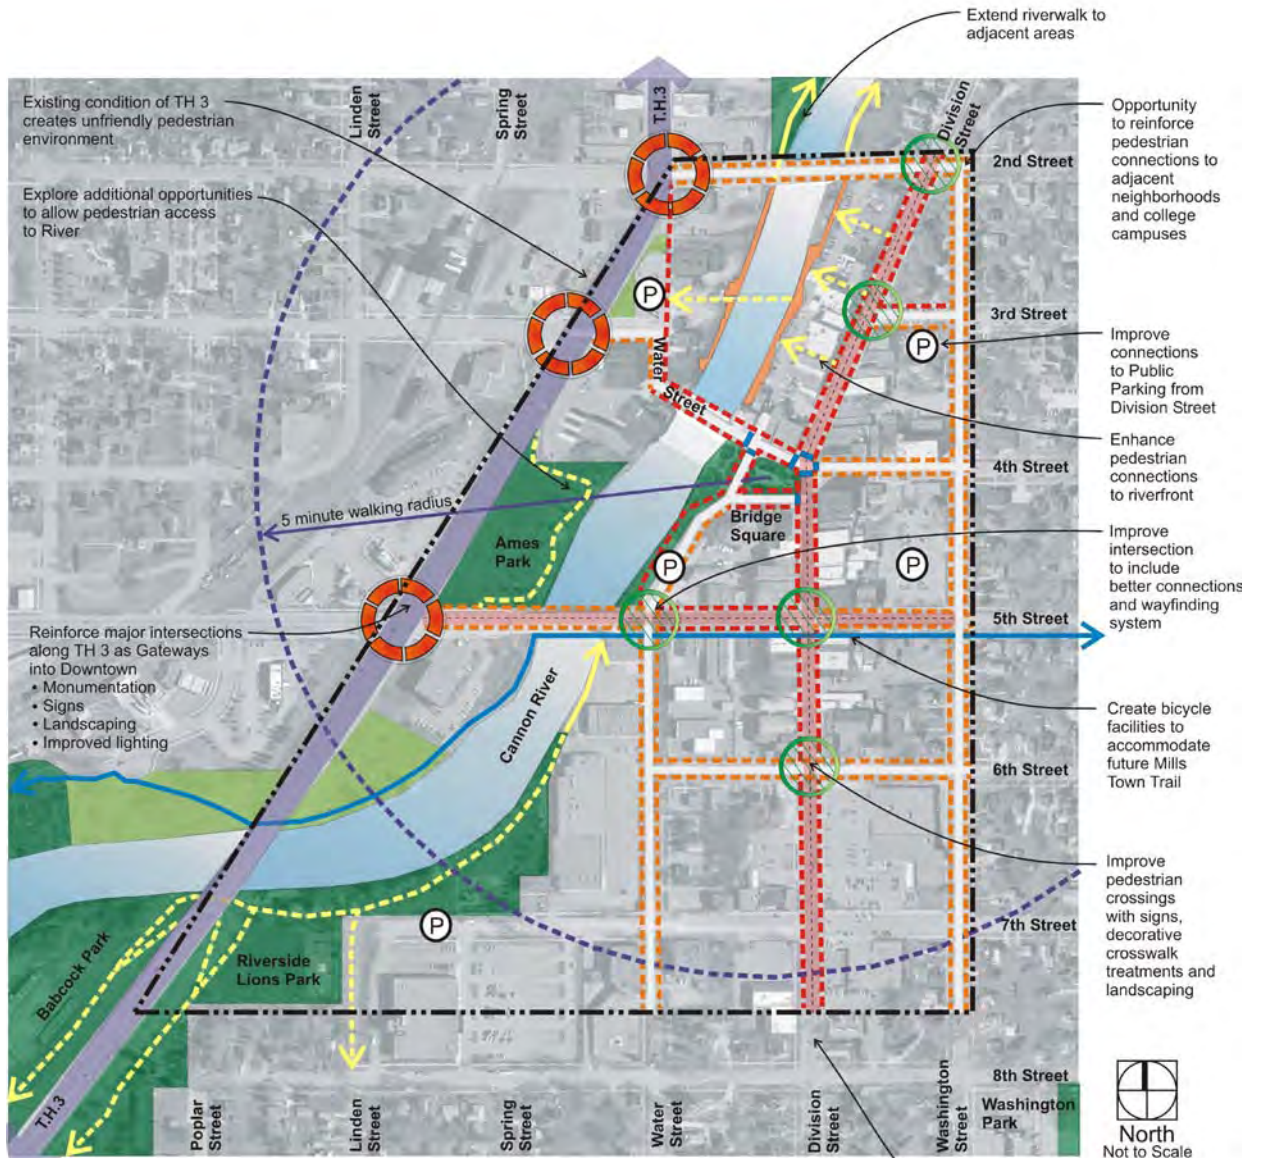 Extend riverwalk to
adjacent areas
Existing condition of TH 3
creates unfriendly pedestrian
environment
Linden
Street
Spring
Street
T.H.3
Division
Street
Opportunity
to reinforce
pedestrian
connections to
adjacent
neighborhoods
and college
campuses
2nd Street
Explore additional opportunities
to allow pedestrian access
to River
P
3rd Street
P
Improve
connections
to Public
Parking from
Division Street
Water
Street
Enhance
pedestrian
connections
to riverfront
4th Street
5 minute walking radius
Bridge
Square
Ames
Park
P
P
Improve
intersection
to include
better connections
and wayfinding
system
5th Street
Reinforce major intersections
along TH 3 as Gateways
into Downtown
• Monumentation
• Signs
• Landscaping
• Improved lighting
Cannon River
Create bicycle
facilities to
accommodate
future Mills
Town Trail
6th Street
Improve
pedestrian
crossings
with signs,
decorative
crosswalk
treatments and
landscaping
P
7th Street
Babcock Park
Riverside
Lions Park
T.H.3
8th Street
Washington
Park
Poplar
Street
Linden
Street
Spring
Street
Water
Street
Division
Street
Washington
Street
North
Not to Scale